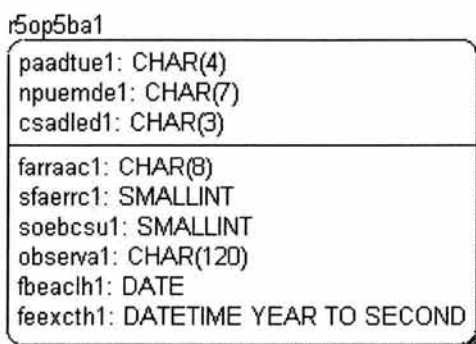 r5op5ba1
paadtue1: CHAR(4)
npuemde1: CHAR(7)
csadled1: CHAR(3)
farraac1: CHAR(8)
sfaerrc1: SMALLINT
soebcsu1: SMALLINT
observa1: CHAR(120)
fbeaclh1: DATE
feexcth1: DATETIME YEAR TO SECOND